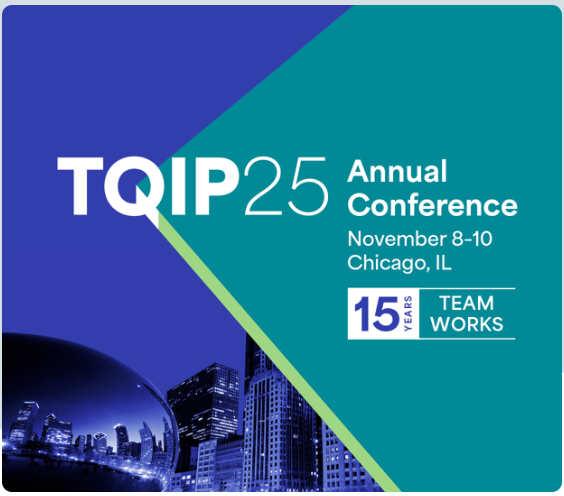 TQIP25
Annual
Conference
November 8-10
Chicago, IL
15 YEARS
TEAM
WORKS